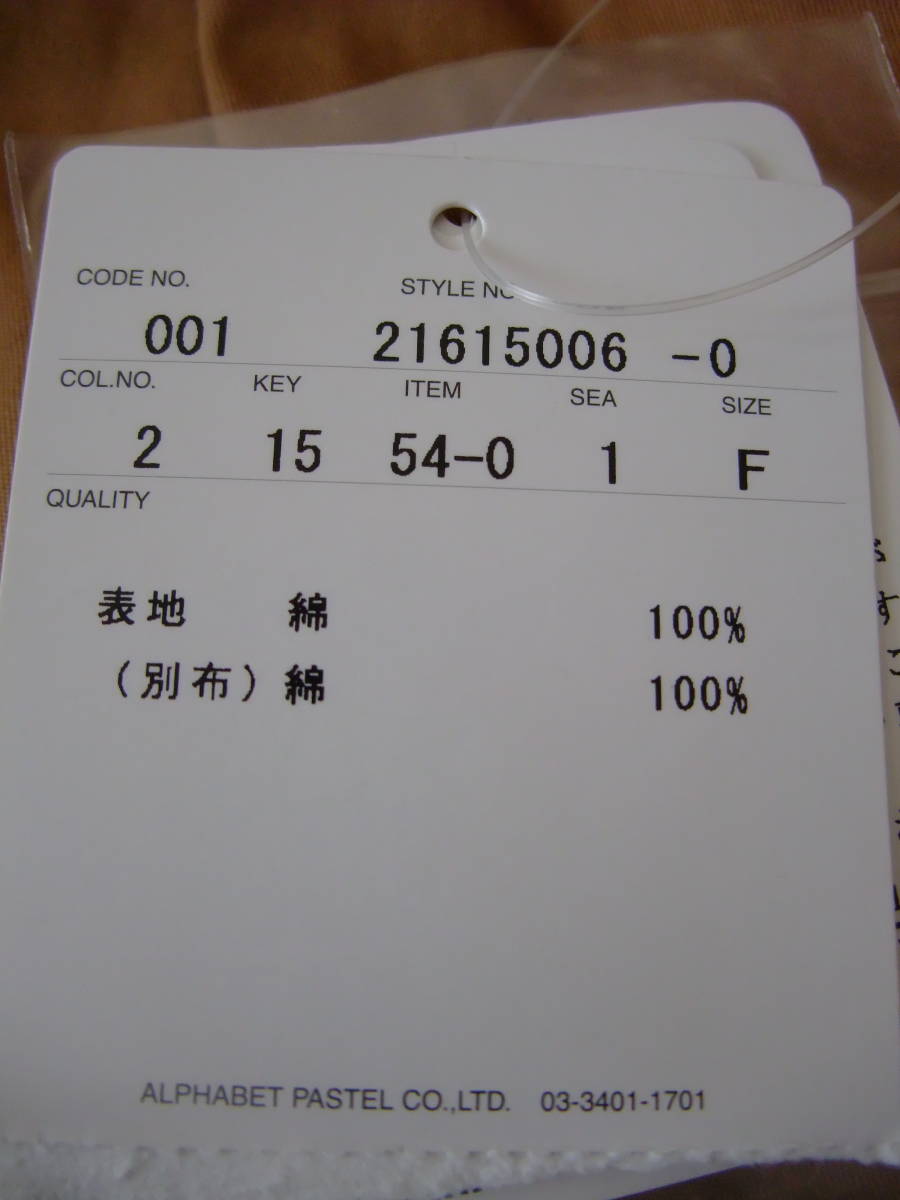 CODE NO. STYLE NO
001 21615006 -0
COL.NO. KEY ITEM SEA SIZE
2 15 54-0 1 F
QUALITY
表地 綿 100%
(別布) 綿 100%
ALPHABET PASTEL CO.,LTD. 03-3401-1701